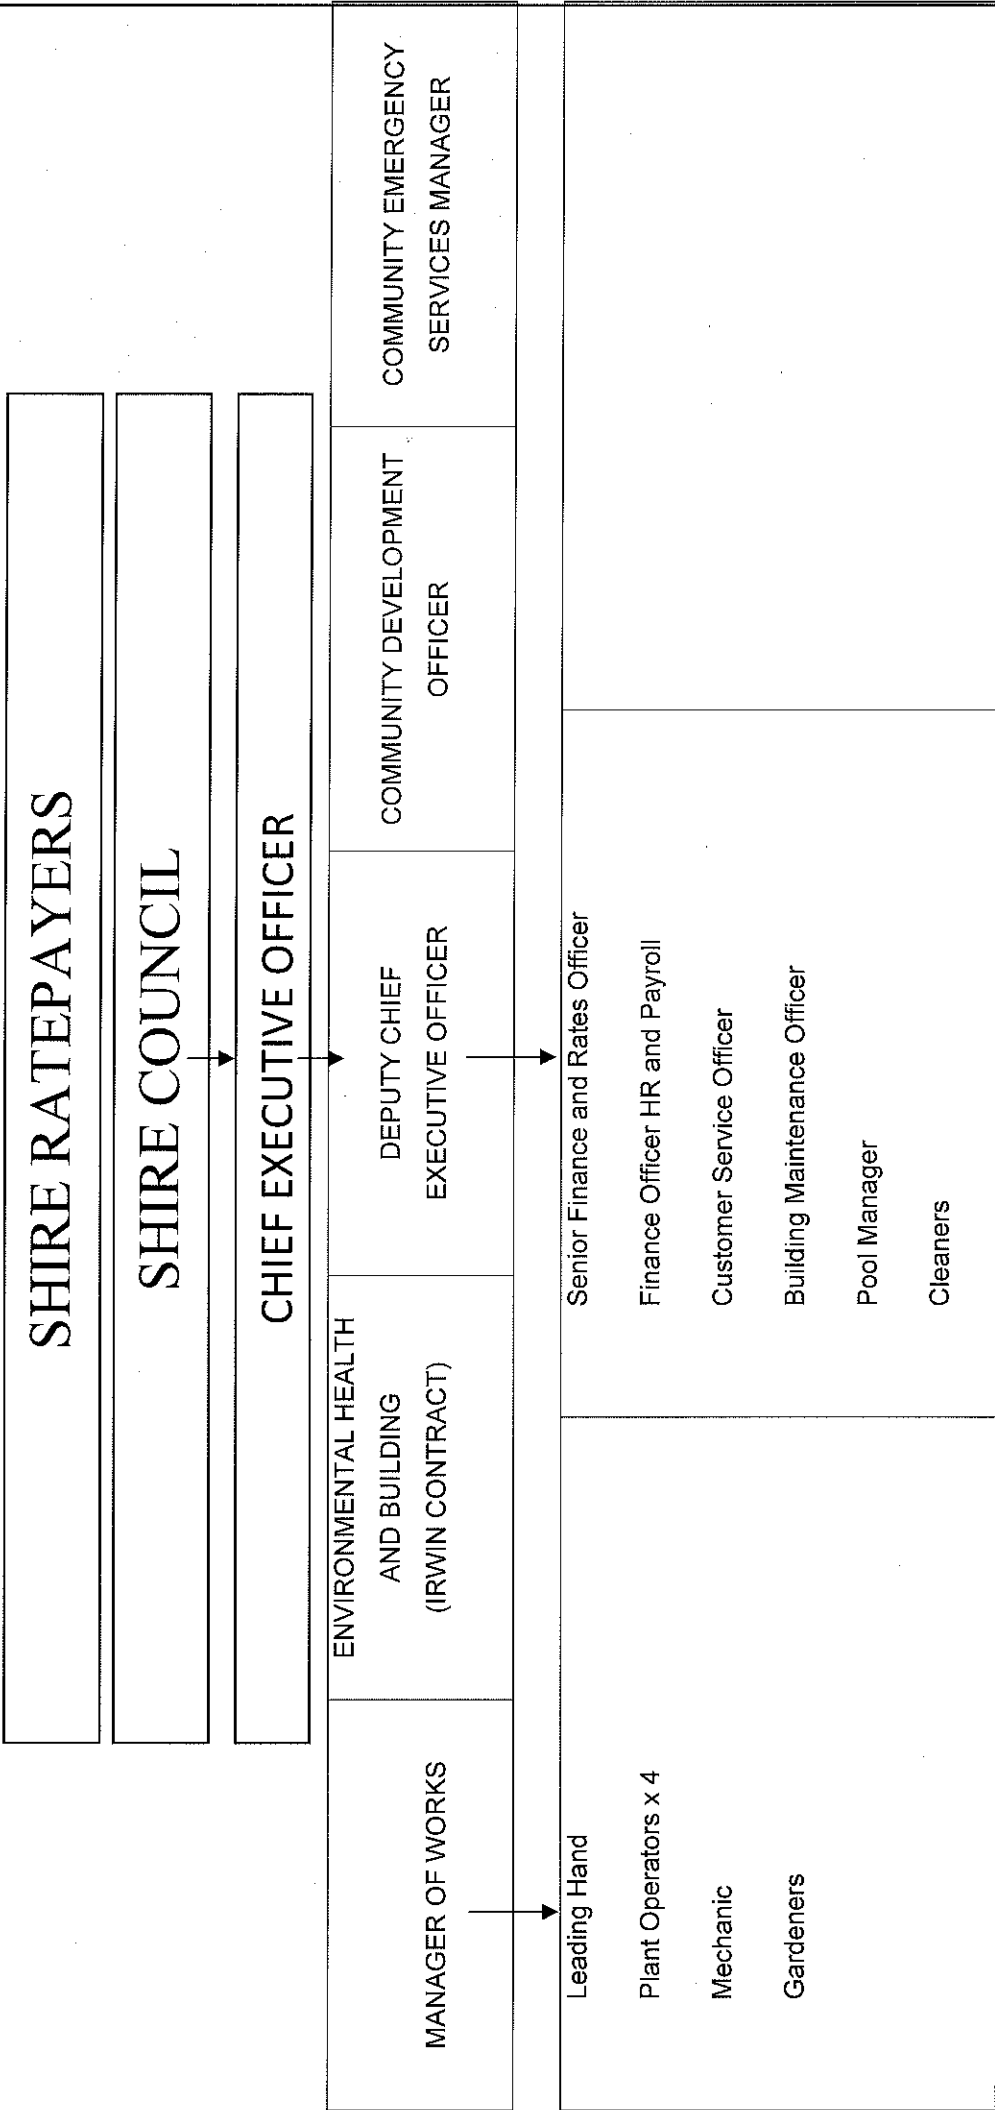 SHIRE RATEPAYERS
SHIRE COUNCIL
CHIEF EXECUTIVE OFFICER
MANAGER OF WORKS
ENVIRONMENTAL HEALTH
AND BUILDING
(IRWIN CONTRACT)
DEPUTY CHIEF
EXECUTIVE OFFICER
COMMUNITY DEVELOPMENT
OFFICER
COMMUNITY EMERGENCY
SERVICES MANAGER
Leading Hand
Plant Operators x 4
Mechanic
Gardeners
Senior Finance and Rates Officer
Finance Officer HR and Payroll
Customer Service Officer
Building Maintenance Officer
Pool Manager
Cleaners